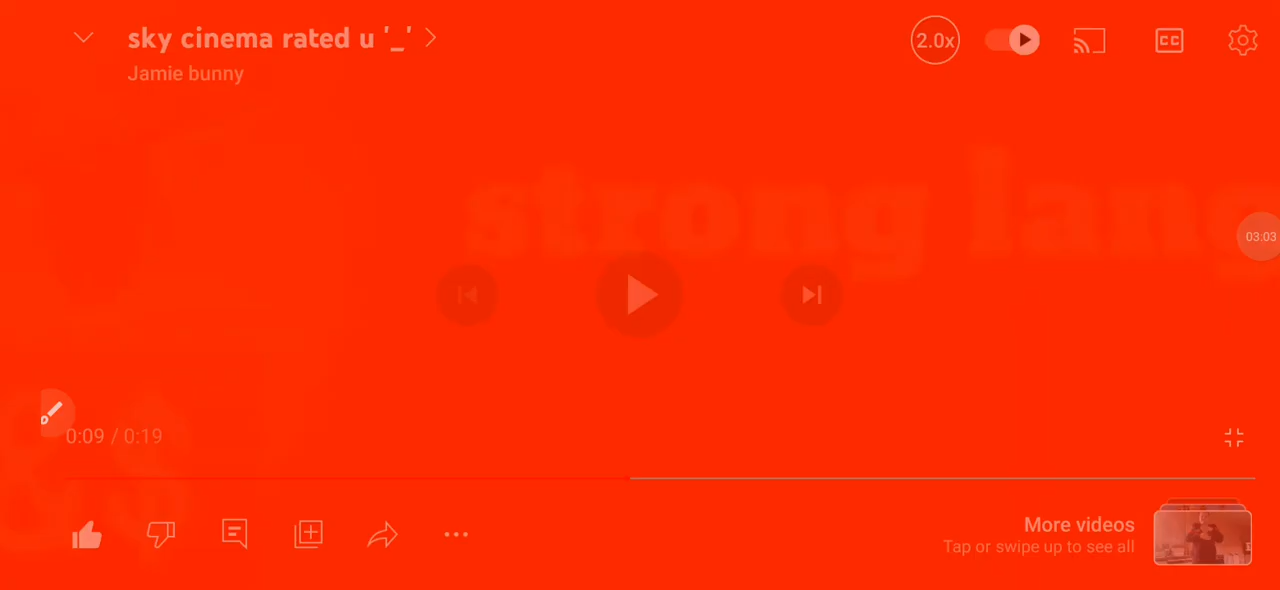 sky cinema rated u '_'
Jamie bunny
2.0x
CC
strong lang
03:03
0:09 / 0:19
More videos
Tap or swipe up to see all